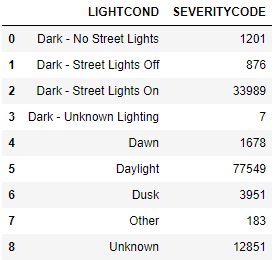 LIGHTCOND SEVERITYCODE
0 Dark - No Street Lights 1201
1 Dark - Street Lights Off 876
2 Dark - Street Lights On 33989
3 Dark - Unknown Lighting 7
4 Dawn 1678
5 Daylight 77549
6 Dusk 3951
7 Other 183
8 Unknown 12851